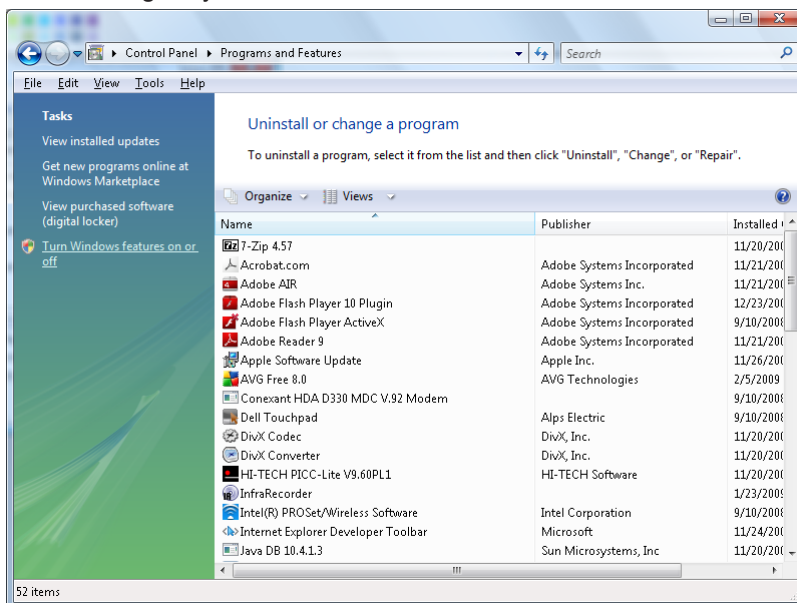 Control Panel ▸ Programs and Features
Search
File Edit View Tools Help
Tasks
View installed updates
Get new programs online at
Windows Marketplace
View purchased software
(digital locker)
Turn Windows features on or
off
Uninstall or change a program
To uninstall a program, select it from the list and then click "Uninstall", "Change", or "Repair".
Organize Views
Name Publisher Installed
7-Zip 4.57 11/20/200
Acrobat.com Adobe Systems Incorporated 11/21/200
Adobe AIR Adobe Systems Inc. 11/21/200
Adobe Flash Player 10 Plugin Adobe Systems Incorporated 12/23/200
Adobe Flash Player ActiveX Adobe Systems Incorporated 9/10/2008
Adobe Reader 9 Adobe Systems Incorporated 11/21/200
Apple Software Update Apple Inc. 11/26/200
AVG Free 8.0 AVG Technologies 2/5/2009
Conexant HDA D330 MDC V.92 Modem 9/10/2008
Dell Touchpad Alps Electric 9/10/2008
DivX Codec DivX, Inc. 11/20/200
DivX Converter DivX, Inc. 11/20/200
HI-TECH PICC-Lite V9.60PL1 HI-TECH Software 11/20/200
InfraRecorder 1/23/2009
Intel(R) PROSet/Wireless Software Intel Corporation 9/10/2008
Internet Explorer Developer Toolbar Microsoft 11/24/200
Java DB 10.4.1.3 Sun Microsystems, Inc 11/20/200
52 items